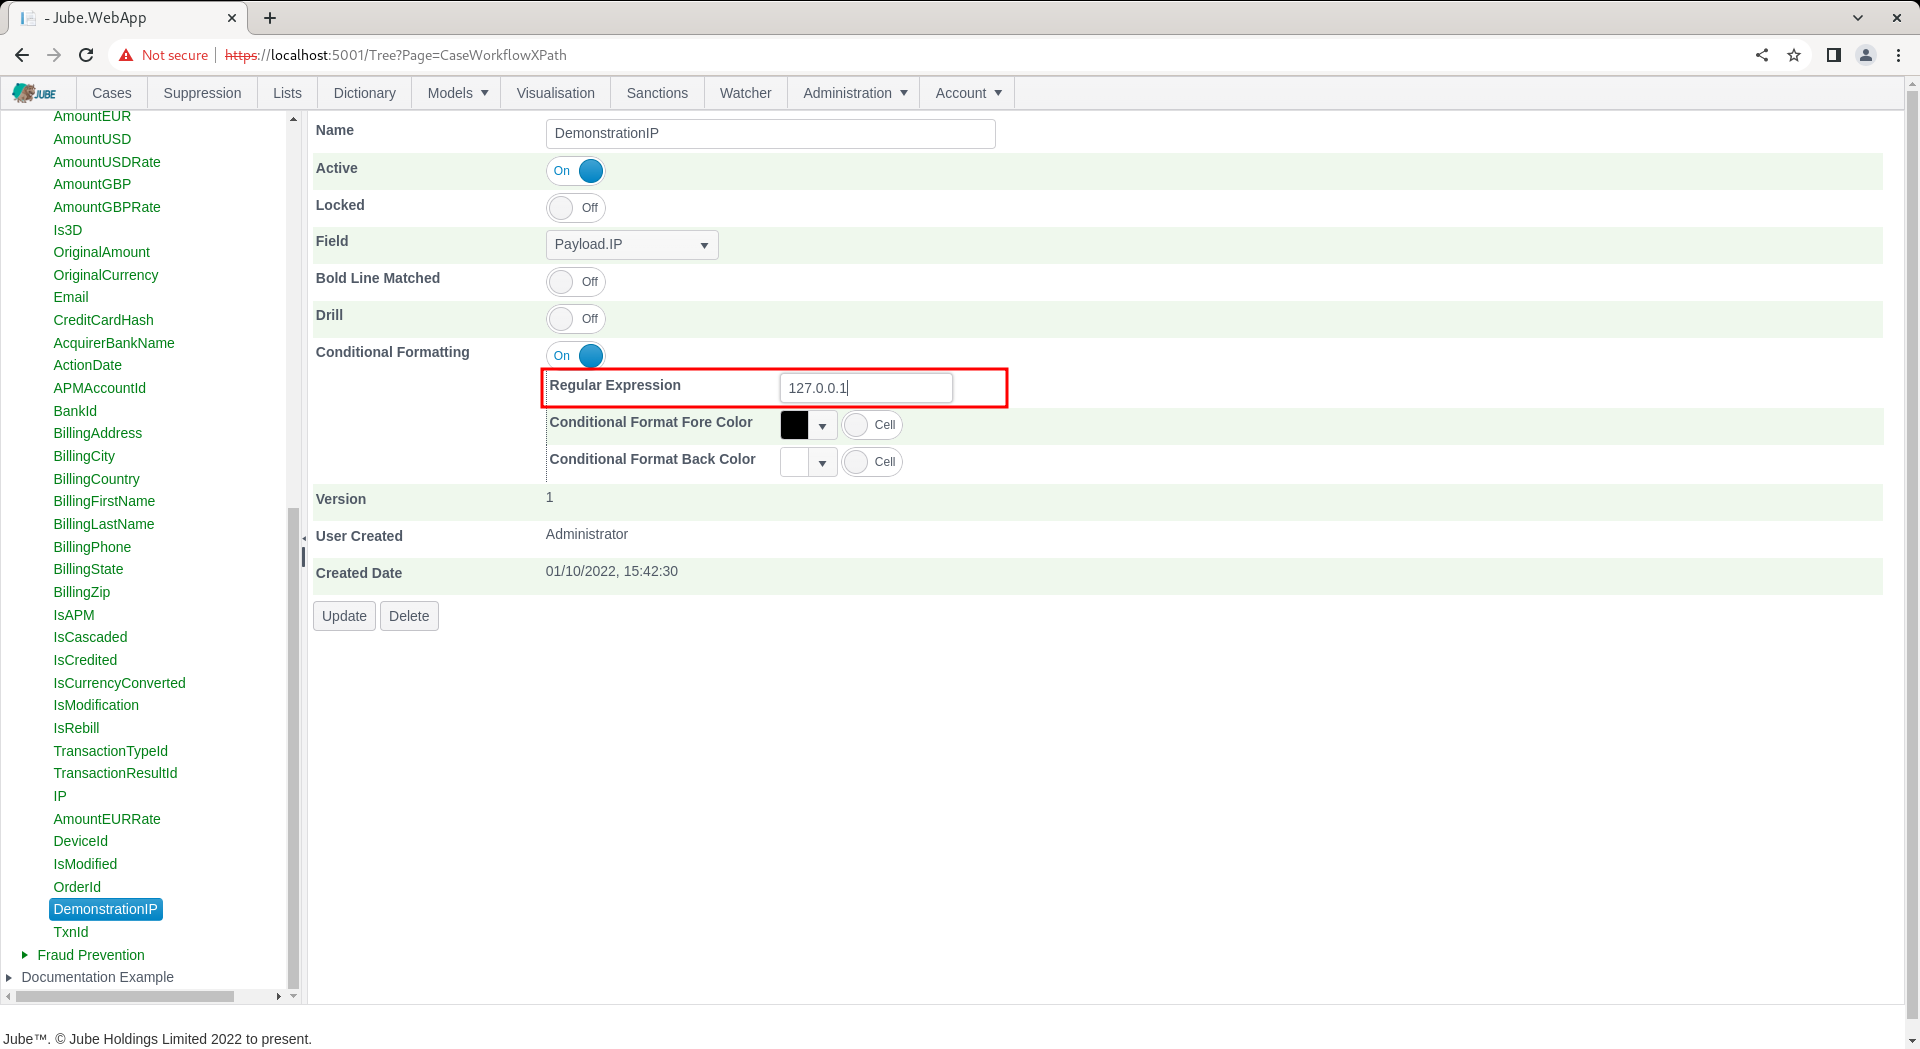 - Jube.WebApp
Not secure https://localhost:5001/Tree?Page=CaseWorkflowXPath
JUBE Cases Suppression Lists Dictionary Models Visualisation Sanctions Watcher Administration Account
AmountEUR
AmountUSD
AmountUSDRate
AmountGBP
AmountGBPRate
Is3D
OriginalAmount
OriginalCurrency
Email
CreditCardHash
AcquirerBankName
ActionDate
APMAccountId
BankId
BillingAddress
BillingCity
BillingCountry
BillingFirstName
BillingLastName
BillingPhone
BillingState
BillingZip
IsAPM
IsCascaded
IsCredited
IsCurrencyConverted
IsModification
IsRebill
TransactionTypeId
TransactionResultId
IP
AmountEURRate
DeviceId
IsModified
OrderId
DemonstrationIP
TxnId
Fraud Prevention
Documentation Example
Name DemonstrationIP
Active On
Locked Off
Field Payload.IP
Bold Line Matched Off
Drill Off
Conditional Formatting On
Regular Expression 127.0.0.1
Conditional Format Fore Color Cell
Conditional Format Back Color Cell
Version 1
User Created Administrator
Created Date 01/10/2022, 15:42:30
Update Delete
Jube™. © Jube Holdings Limited 2022 to present.